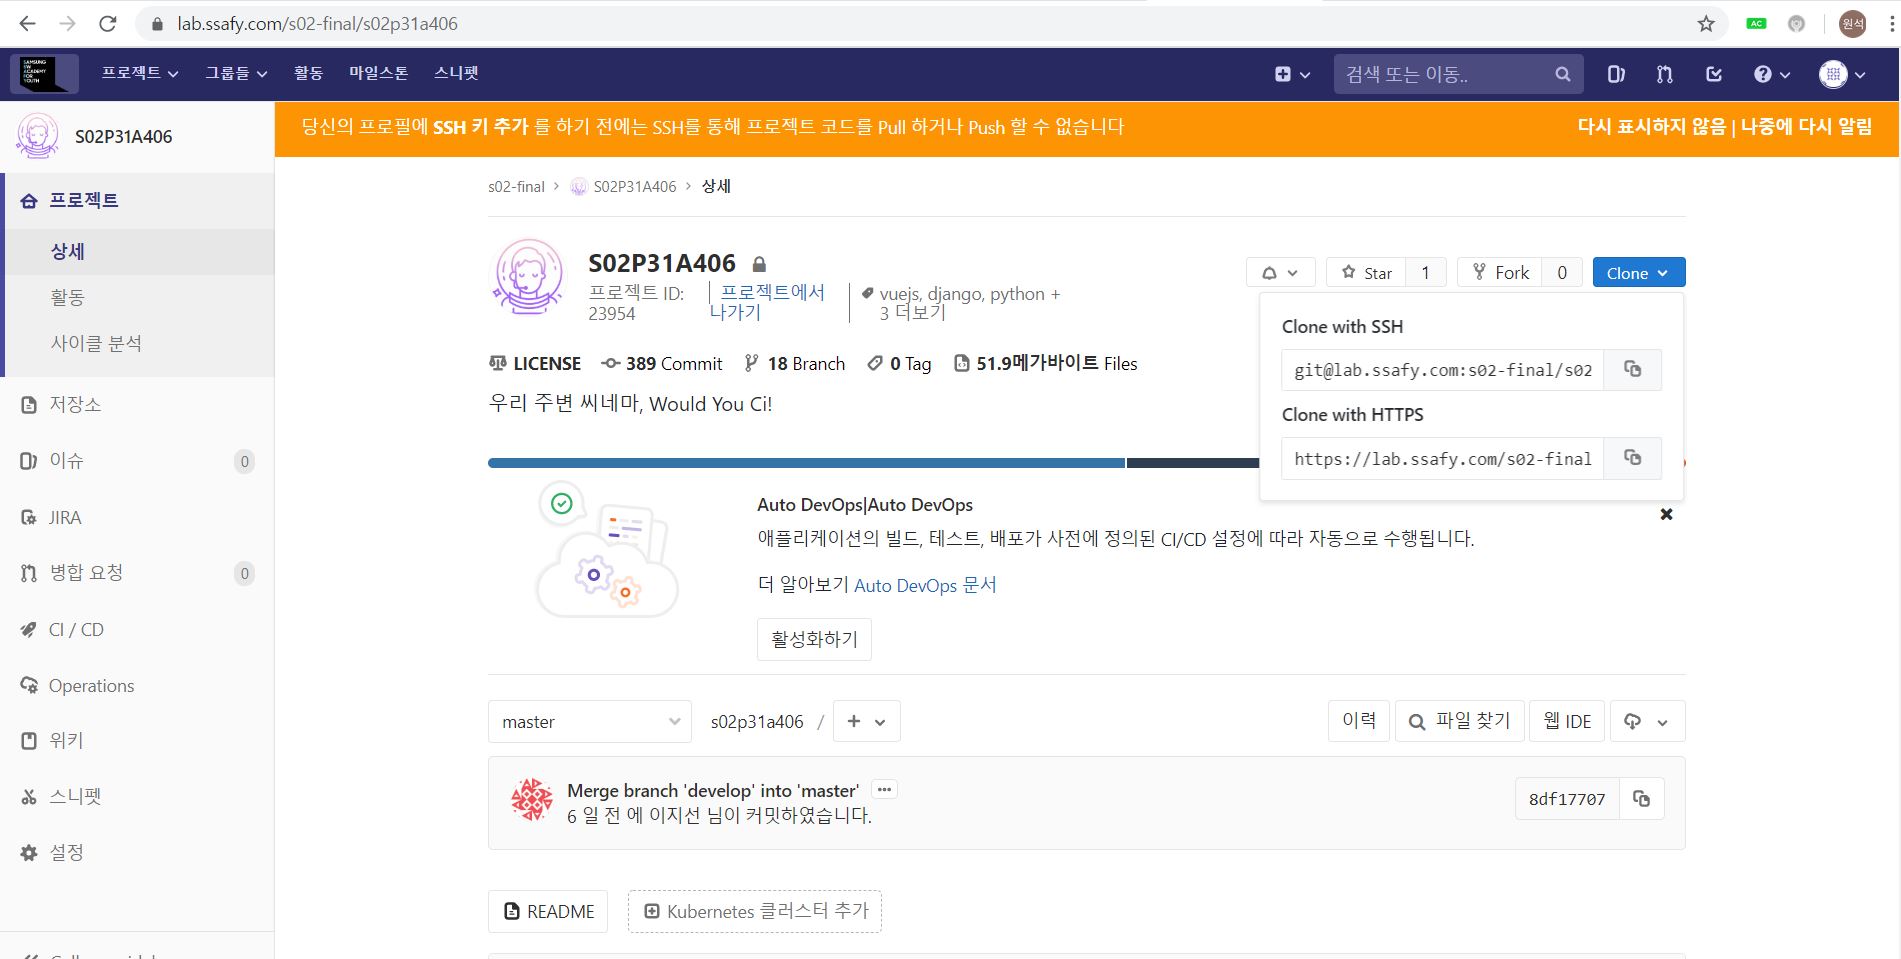 lab.ssafy.com/s02-final/s02p31a406
AC
원석
SAMSUNG
SW
ACADEMY
FOR
YOUTH
프로젝트
그룹들
활동
마일스톤
스니펫
검색 또는 이동..
S02P31A406
당신의 프로필에 SSH 키 추가 를 하기 전에는 SSH를 통해 프로젝트 코드를 Pull 하거나 Push 할 수 없습니다
다시 표시하지 않음 | 나중에 다시 알림
프로젝트
상세
활동
사이클 분석
저장소
이슈 0
JIRA
병합 요청 0
CI / CD
Operations
위키
스니펫
설정
s02-final > S02P31A406 > 상세
S02P31A406
프로젝트 ID:
23954
프로젝트에서
나가기
vuejs, django, python +
3 더보기
Star 1
Fork 0
Clone
Clone with SSH
git@lab.ssafy.com:s02-final/s02
Clone with HTTPS
https://lab.ssafy.com/s02-final
LICENSE 389 Commit 18 Branch 0 Tag 51.9메가바이트 Files
우리 주변 씨네마, Would You Ci!
Auto DevOps|Auto DevOps
애플리케이션의 빌드, 테스트, 배포가 사전에 정의된 CI/CD 설정에 따라 자동으로 수행됩니다.
더 알아보기 Auto DevOps 문서
활성화하기
master
s02p31a406 /
이력
파일 찾기
웹 IDE
Merge branch 'develop' into 'master'
6 일 전 에 이지선 님이 커밋하였습니다.
8df17707
README
Kubernetes 클러스터 추가